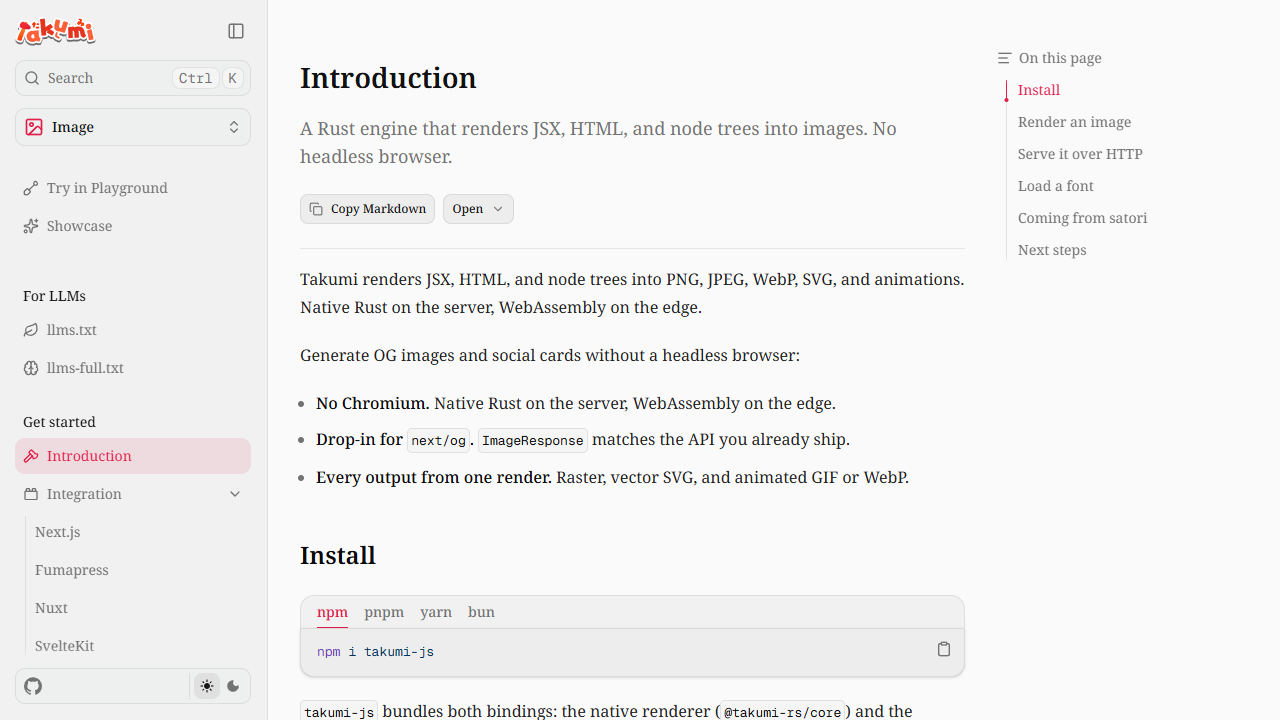 Takumi
Search
Ctrl K
Image
Try in Playground
Showcase
For LLMs
llms.txt
llms-full.txt
Get started
Introduction
Integration
Next.js
Fumapress
Nuxt
SvelteKit
Introduction
A Rust engine that renders JSX, HTML, and node trees into images. No
headless browser.
Copy Markdown
Open
Takumi renders JSX, HTML, and node trees into PNG, JPEG, WebP, SVG, and animations.
Native Rust on the server, WebAssembly on the edge.
Generate OG images and social cards without a headless browser:
No Chromium. Native Rust on the server, WebAssembly on the edge.
Drop-in for next/og. ImageResponse matches the API you already ship.
Every output from one render. Raster, vector SVG, and animated GIF or WebP.
Install
npm pnpm yarn bun
npm i takumi-js
takumi-js bundles both bindings: the native renderer (@takumi-rs/core) and the
On this page
Install
Render an image
Serve it over HTTP
Load a font
Coming from satori
Next steps